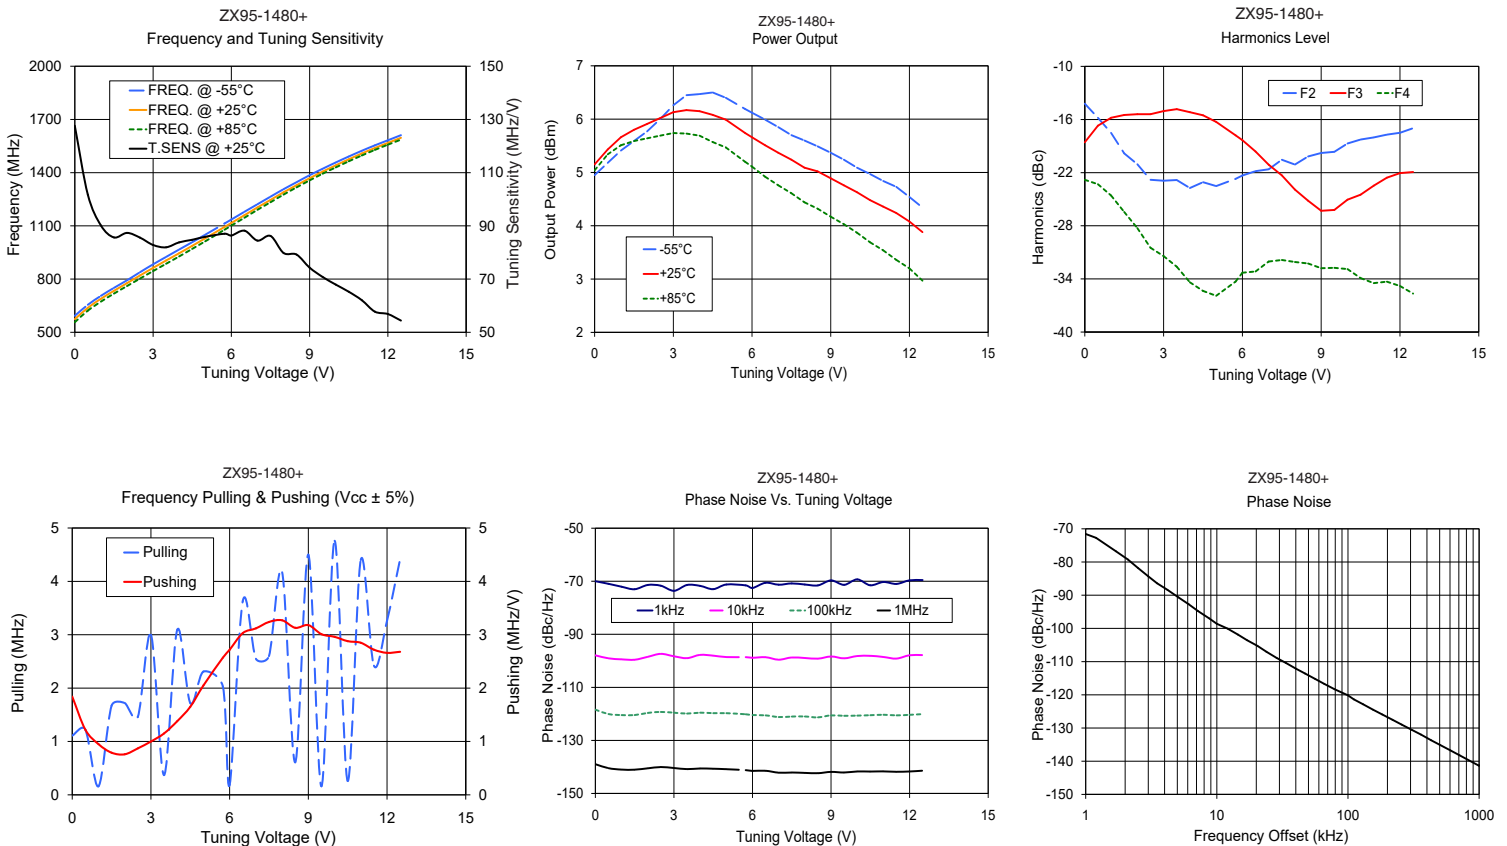 ZX95-1480+
Frequency and Tuning Sensitivity
2000
1700
1400
1100
800
500
150
130
110
90
70
50
0 3 6 9 12 15
Frequency (MHz)
Tuning Sensitivity (MHz/V)
Tuning Voltage (V)
FREQ. @ -55°C
FREQ. @ +25°C
FREQ. @ +85°C
T.SENS @ +25°C
ZX95-1480+
Power Output
7
6
5
4
3
2
0 3 6 9 12 15
Output Power (dBm)
Tuning Voltage (V)
-55°C
+25°C
+85°C
ZX95-1480+
Harmonics Level
-10
-16
-22
-28
-34
-40
0 3 6 9 12 15
Harmonics (dBc)
Tuning Voltage (V)
F2 F3 F4
ZX95-1480+
Frequency Pulling & Pushing (Vcc ± 5%)
5
4
3
2
1
0
5
4
3
2
1
0
0 3 6 9 12 15
Pulling (MHz)
Pushing (MHz/V)
Tuning Voltage (V)
Pulling
Pushing
ZX95-1480+
Phase Noise Vs. Tuning Voltage
-50
-70
-90
-110
-130
-150
0 3 6 9 12 15
Phase Noise (dBc/Hz)
Tuning Voltage (V)
1kHz 10kHz 100kHz 1MHz
ZX95-1480+
Phase Noise
-70
-80
-90
-100
-110
-120
-130
-140
-150
1 10 100 1000
Phase Noise (dBc/Hz)
Frequency Offset (kHz)